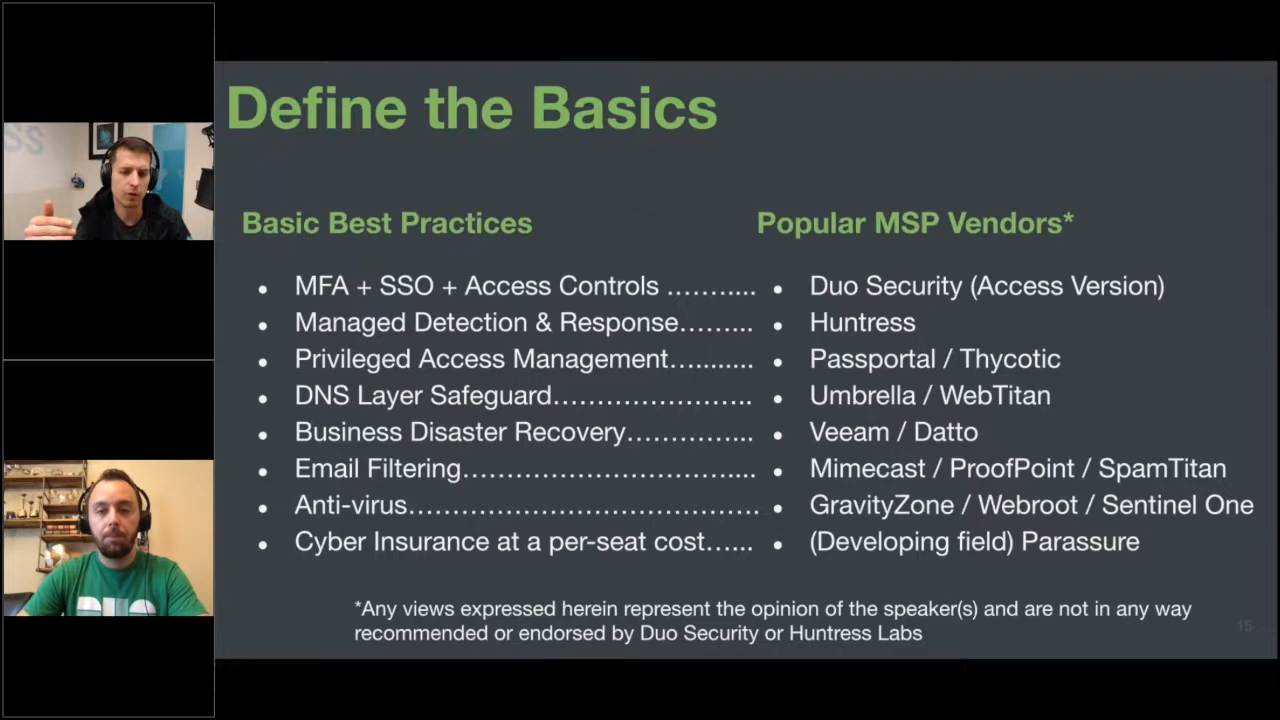 Define the Basics
Basic Best Practices
Popular MSP Vendors*
• MFA + SSO + Access Controls ………... • Duo Security (Access Version)
• Managed Detection & Response……... • Huntress
• Privileged Access Management…........ • Passportal / Thycotic
• DNS Layer Safeguard………………….. • Umbrella / WebTitan
• Business Disaster Recovery…………... • Veeam / Datto
• Email Filtering…………………………... • Mimecast / ProofPoint / SpamTitan
• Anti-virus………………………………. • GravityZone / Webroot / Sentinel One
• Cyber Insurance at a per-seat cost…... • (Developing field) Parassure
*Any views expressed herein represent the opinion of the speaker(s) and are not in any way
recommended or endorsed by Duo Security or Huntress Labs
15